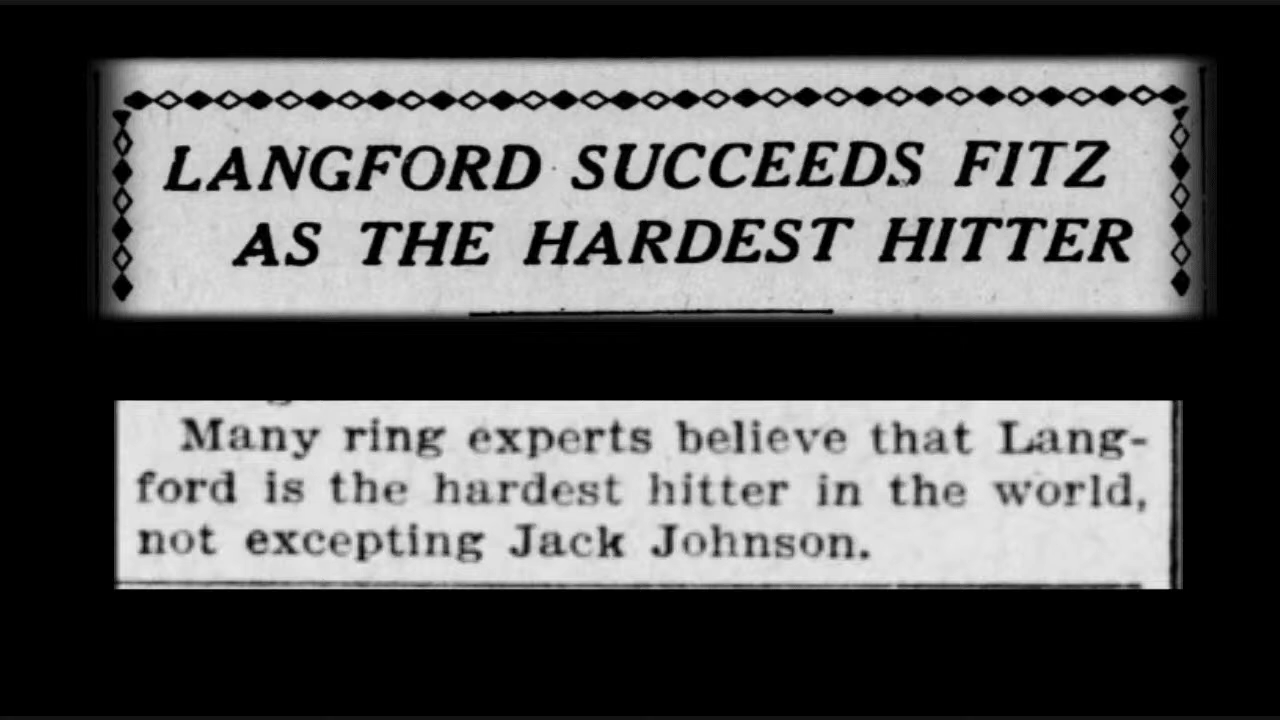 LANGFORD SUCCEEDS FITZ
AS THE HARDEST HITTER
Many ring experts believe that Lang-
ford is the hardest hitter in the world,
not excepting Jack Johnson.